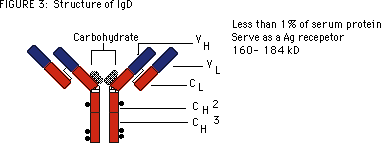 FIGURE 3: Structure of IgD
Less than 1% of serum protein
Serve as a Ag recepetor
160- 184 kD
Carbohydrate
V H
V L
C L
C H 2
C H 3